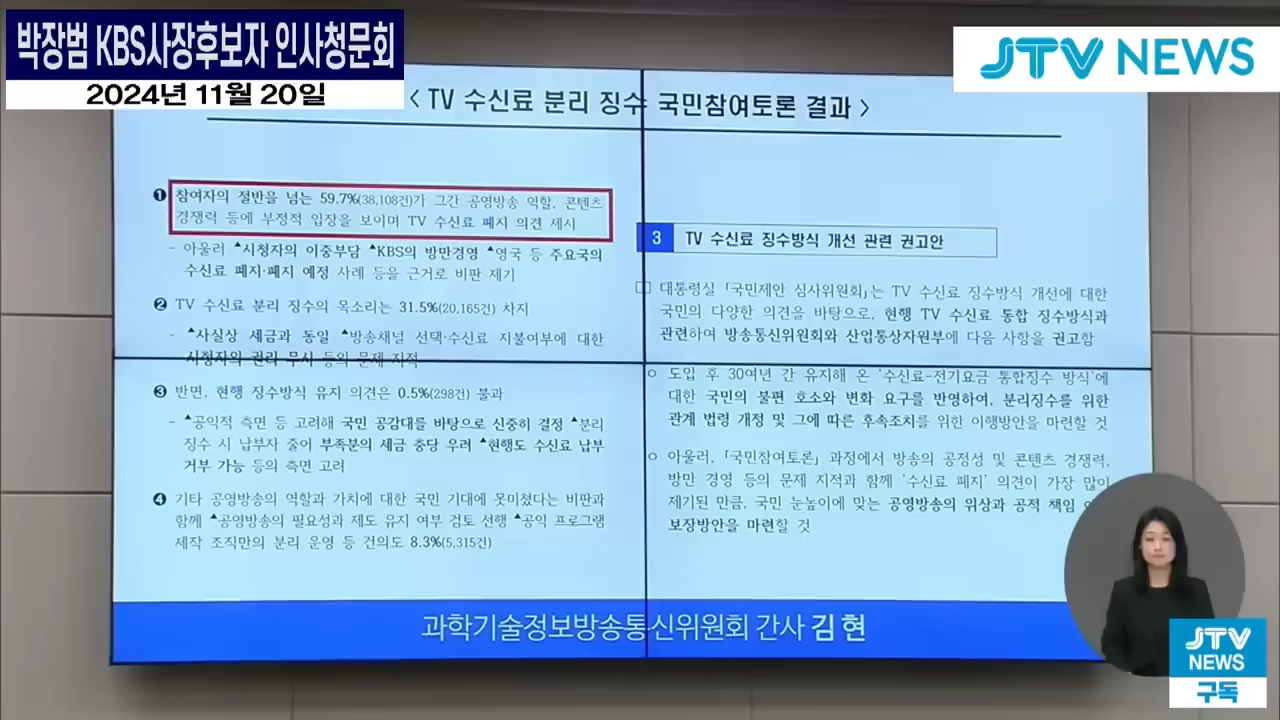 박장범 KBS사장후보자 인사청문회
2024년 11월 20일
JTV NEWS
< TV 수신료 분리 징수 국민참여토론 결과 >
❶ 참여자의 절반을 넘는 59.7%(38,108건)가 그간 공영방송 역할, 콘텐츠
경쟁력 등에 부정적 입장을 보이며 TV 수신료 폐지 의견 제시
- 아울러 ▲시청자의 이중부담 ▲KBS의 방만경영 ▲영국 등 주요국의
수신료 폐지·폐지 예정 사례 등을 근거로 비판 제기
❷ TV 수신료 분리 징수의 목소리는 31.5%(20,165건) 차지
- ▲사실상 세금과 동일 ▲방송채널 선택·수신료 지불여부에 대한
시청자의 권리 무시 등의 문제 지적
❸ 반면, 현행 징수방식 유지 의견은 0.5%(298건) 불과
- ▲공익적 측면 등 고려해 국민 공감대를 바탕으로 신중히 결정 ▲분리
징수 시 납부자 줄어 부족분의 세금 충당 우려 ▲현행도 수신료 납부
거부 가능 등의 측면 고려
❹ 기타 공영방송의 역할과 가치에 대한 국민 기대에 못미쳤다는 비판과
함께 ▲공영방송의 필요성과 제도 유지 여부 검토 선행 ▲공익 프로그램
제작 조직만의 분리 운영 등 건의도 8.3%(5,315건)
3 TV 수신료 징수방식 개선 관련 권고안
□ 대통령실 「국민제안 심사위원회」는 TV 수신료 징수방식 개선에 대한
국민의 다양한 의견을 바탕으로, 현행 TV 수신료 통합 징수방식과
관련하여 방송통신위원회와 산업통상자원부에 다음 사항을 권고함
○ 도입 후 30여년 간 유지해 온 '수신료-전기요금 통합징수 방식'에
대한 국민의 불편 호소와 변화 요구를 반영하여, 분리징수를 위한
관계 법령 개정 및 그에 따른 후속조치를 위한 이행방안을 마련할 것
○ 아울러, 「국민참여토론」 과정에서 방송의 공정성 및 콘텐츠 경쟁력,
방만 경영 등의 문제 지적과 함께 '수신료 폐지' 의견이 가장 많이
제기된 만큼, 국민 눈높이에 맞는 공영방송의 위상과 공적 책임
보장방안을 마련할 것
과학기술정보방송통신위원회 간사 김 현
JTV
NEWS
구독